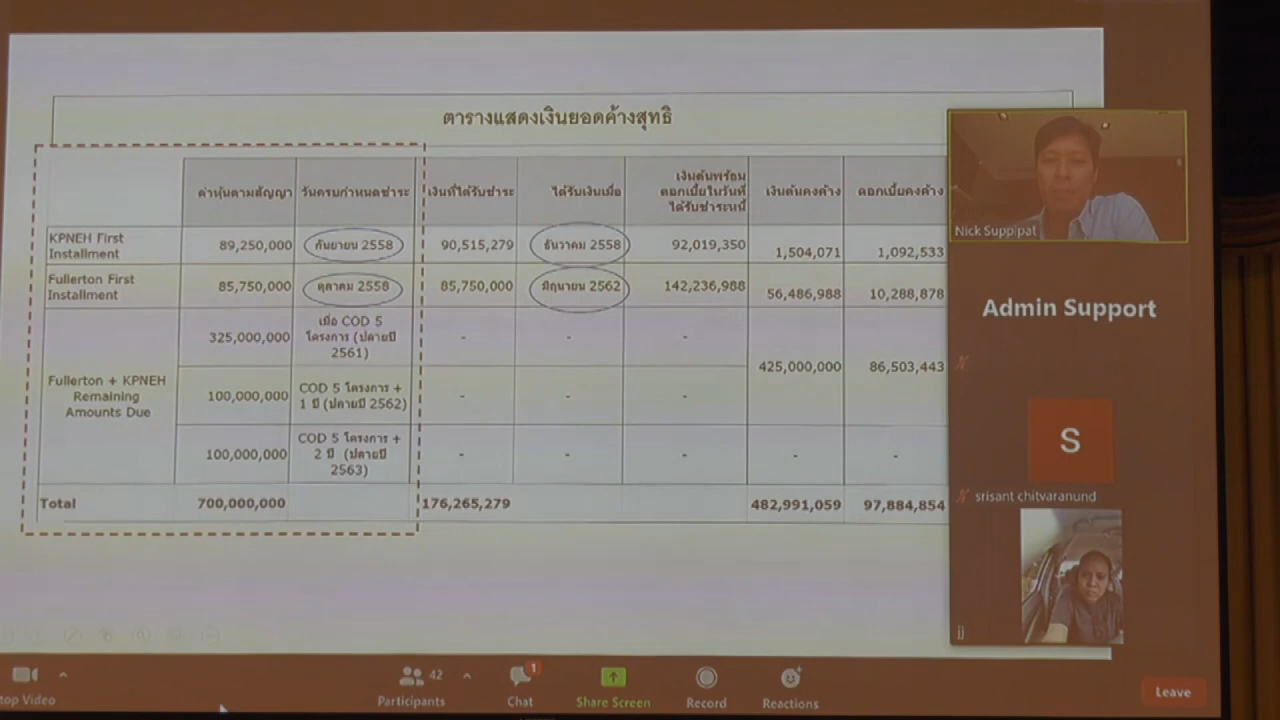 ตารางแสดงเงินยอดค้างสุทธิ
ค่าหุ้นตามสัญญา วันครบกำหนดชำระ เงินที่ได้รับชำระ ได้รับเงินเมื่อ เงินต้นพร้อม เงินต้นคงค้าง ดอกเบี้ยคงค้าง
ดอกเบี้ยในวันที่
ได้รับชำระหนี้
KPNEH First 89,250,000 กันยายน 2558 90,515,279 ธันวาคม 2558 92,019,350 1,504,071 1,092,533
Installment
Fullerton First 85,750,000 ตุลาคม 2558 85,750,000 มิถุนายน 2562 142,236,988 56,486,988 10,288,878
Installment
325,000,000 เมื่อ COD 5 - - -
โครงการ (ปลายปี
2561)
425,000,000 86,503,443
Fullerton + KPNEH 100,000,000 COD 5 โครงการ + - - -
Remaining 1 ปี (ปลายปี 2562)
Amounts Due
100,000,000 COD 5 โครงการ + - - - - -
2 ปี (ปลายปี
2563)
Total 700,000,000 176,265,279 482,991,059 97,884,854
Nick Suppipat
Admin Support
S
srisant chitvaranund
jj
top Video
42
Participants
1
Chat
Share Screen
Record
Reactions
Leave